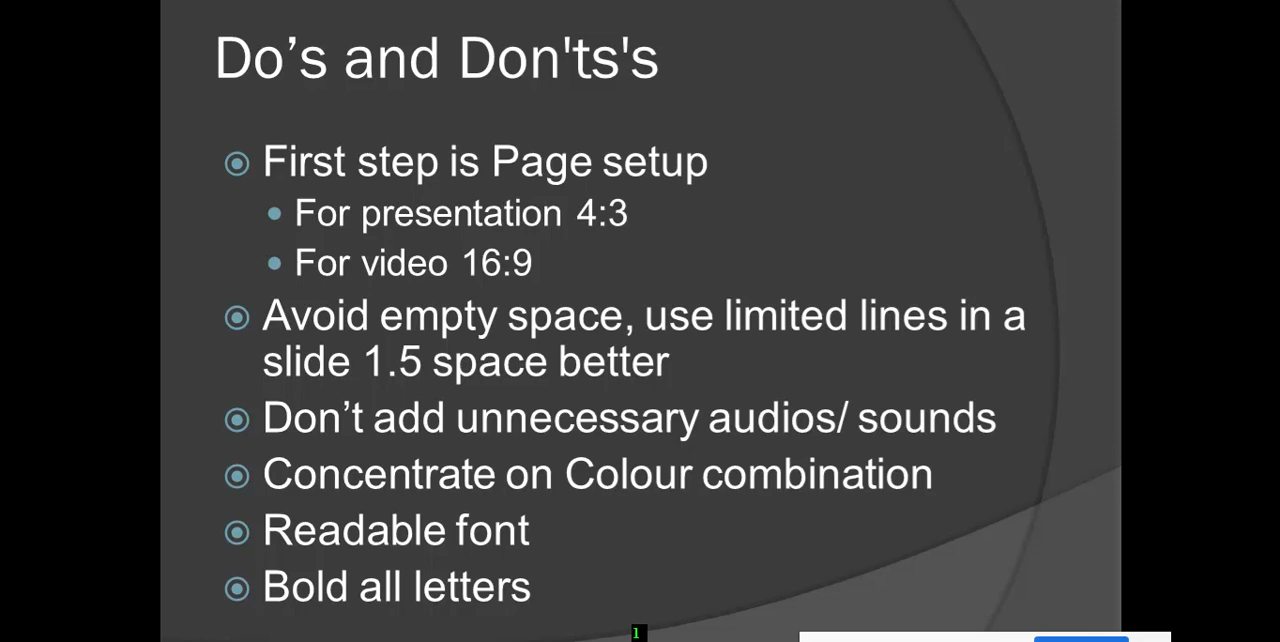 Do’s and Don'ts's
First step is Page setup
For presentation 4:3
For video 16:9
Avoid empty space, use limited lines in a
slide 1.5 space better
Don’t add unnecessary audios/ sounds
Concentrate on Colour combination
Readable font
Bold all letters
1